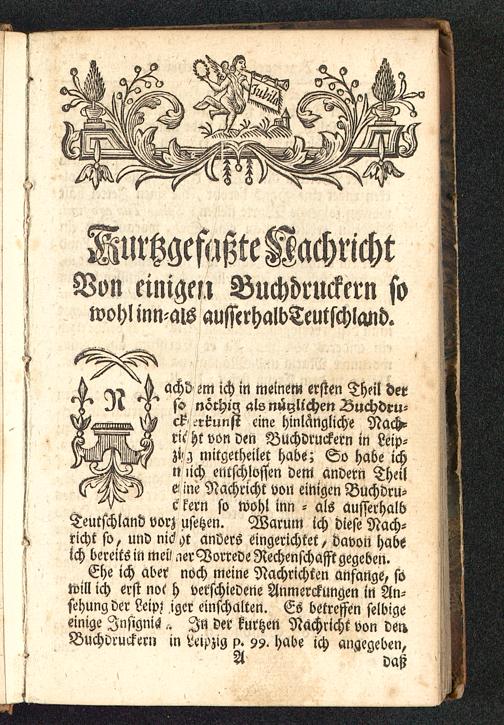 Jubila
Kurtzgefaßte Nachricht
Von einigen Buchdruckern so
wohl inn-als ausserhalb Teutschland.
Nachdem ich in meinem ersten Theil der
so nöthig als nützlichen Buchdru-
ckerkunst eine hinlängliche Nach-
richt von den Buchdruckern in Leip-
zig mitgetheilet habe; So habe ich
mich entschlossen dem andern Theil
eine Nachricht von einigen Buchdru-
ckern so wohl inn- als ausserhalb
Teutschland vorzusetzen. Warum ich diese Nach-
richt so, und nicht anders eingerichtet, davon habe
ich bereits in meiner Vorrede Rechenschafft gegeben.
Ehe ich aber noch meine Nachrichten anfange, so
will ich erst noch verschiedene Anmerckungen in An-
sehung der Leipziger einschalten. Es betreffen selbige
einige Insignia. In der kurtzen Nachricht von den
Buchdruckern in Leipzig p. 99. habe ich angegeben,
A daß